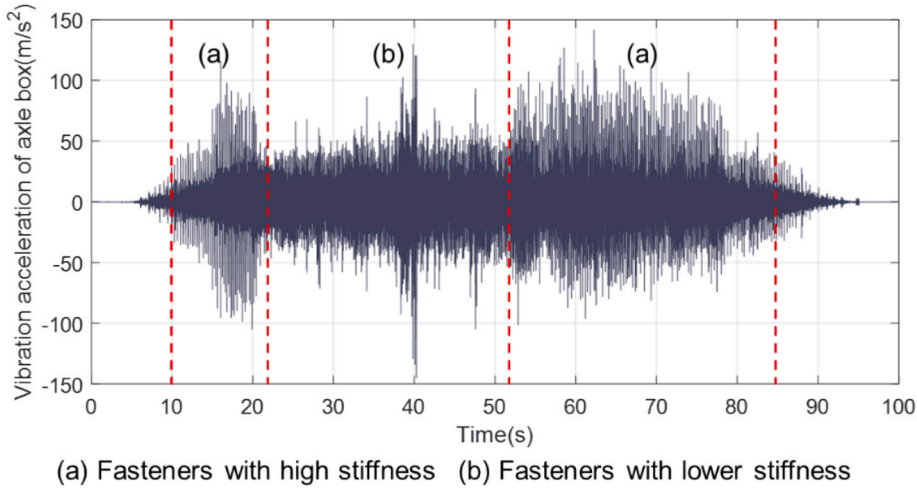 Vibration acceleration of axle box(m/s²)
150
100
50
0
-50
-100
-150
(a)
(b)
(a)
0 10 20 30 40 50 60 70 80 90 100
Time(s)
(a) Fasteners with high stiffness (b) Fasteners with lower stiffness